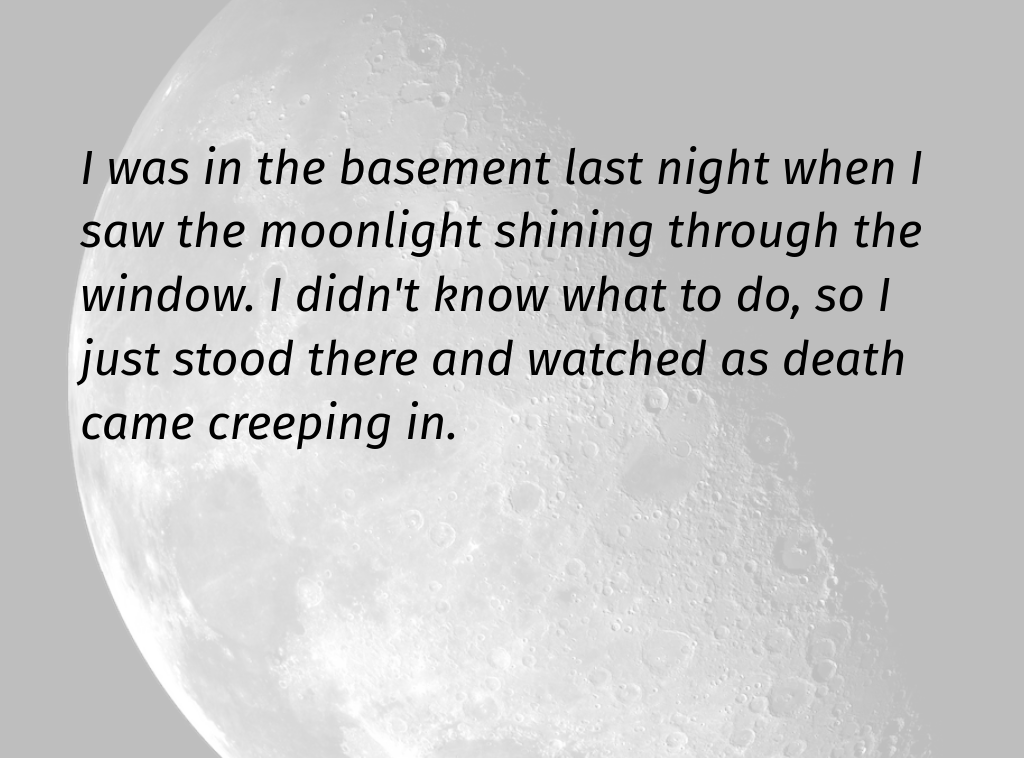 I was in the basement last night when I
saw the moonlight shining through the
window. I didn't know what to do, so I
just stood there and watched as death
came creeping in.